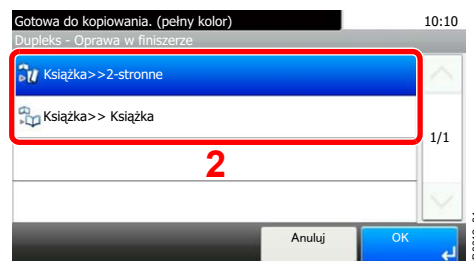 Gotowa do kopiowania. (pełny kolor) 10:10
Dupleks - Oprawa w finiszerze
Książka>>2-stronne
Książka>> Książka
1/1
2
Anuluj OK